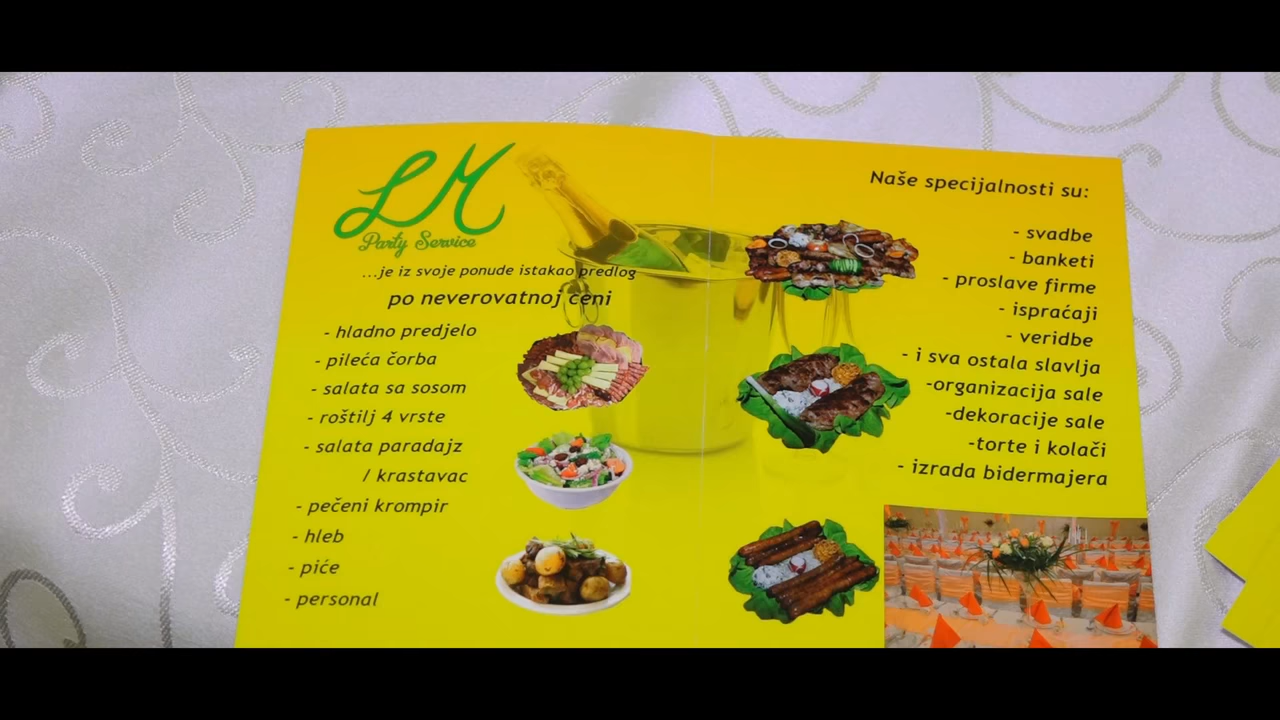 LM
Party Service
...je iz svoje ponude istakao predlog
po neverovatnoj ceni
- hladno predjelo
- pileća čorba
- salata sa sosom
- roštilj 4 vrste
- salata paradajz
/ krastavac
- pečeni krompir
- hleb
- piće
- personal
Naše specijalnosti su:
- svadbe
- banketi
- proslave firme
- ispraćaji
- veridbe
- i sva ostala slavlja
-organizacija sale
-dekoracije sale
-torte i kolači
- izrada bidermajera